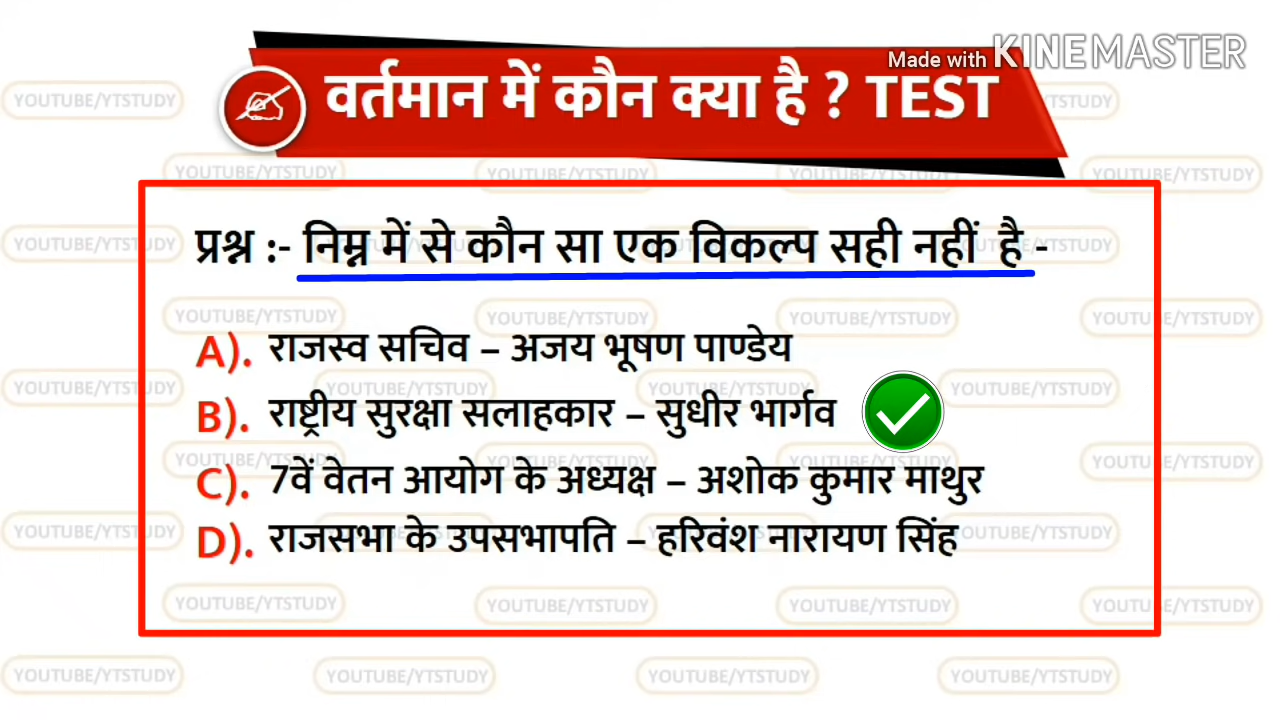 Made with KINEMASTER
वर्तमान में कौन क्या है ? TEST
प्रश्न :- निम्न में से कौन सा एक विकल्प सही नहीं है -
A). राजस्व सचिव – अजय भूषण पाण्डेय
B). राष्ट्रीय सुरक्षा सलाहकार – सुधीर भार्गव
C). 7वें वेतन आयोग के अध्यक्ष – अशोक कुमार माथुर
D). राजसभा के उपसभापति – हरिवंश नारायण सिंह
YOUTUBE/YTSTUDY